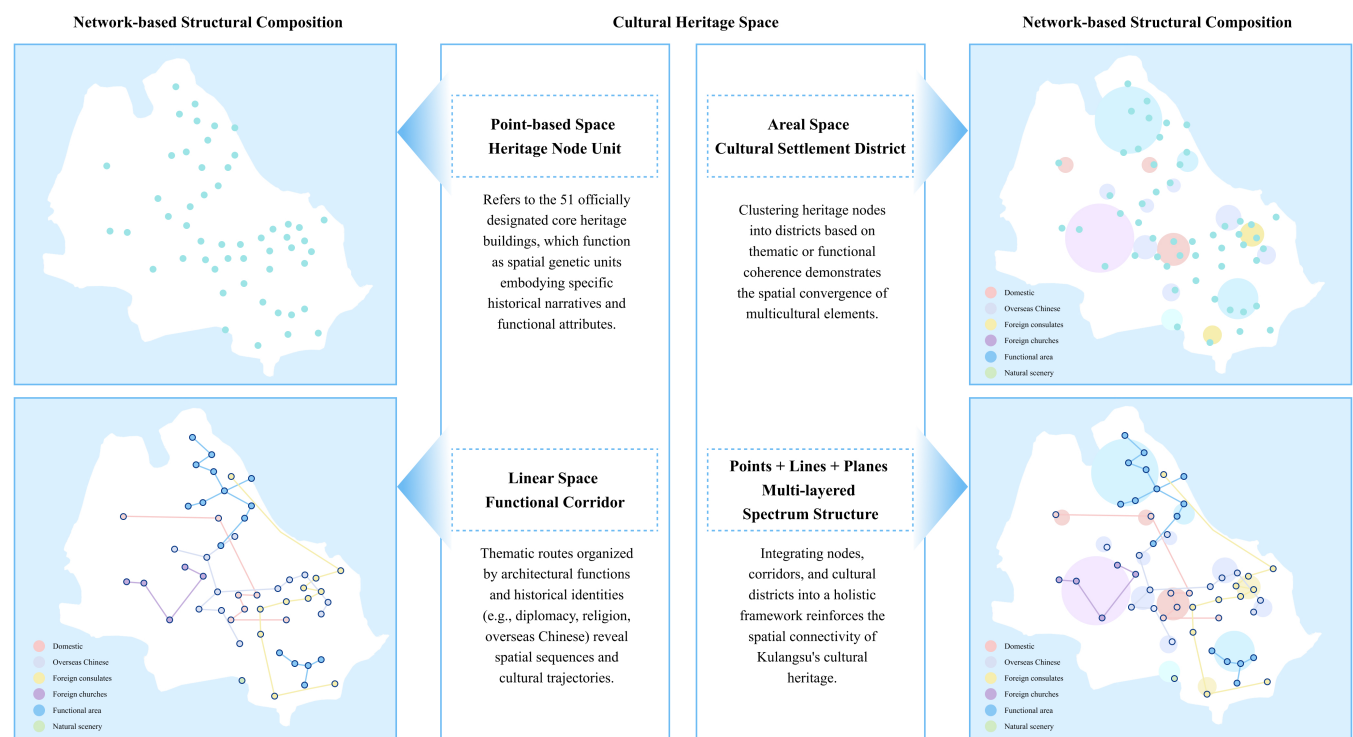 Network-based Structural Composition
Cultural Heritage Space
Network-based Structural Composition
Point-based Space
Heritage Node Unit
Refers to the 51 officially
designated core heritage
buildings, which function
as spatial genetic units
embodying specific
historical narratives and
functional attributes.
Areal Space
Cultural Settlement District
Clustering heritage nodes
into districts based on
thematic or functional
coherence demonstrates
the spatial convergence of
multicultural elements.
Domestic
Overseas Chinese
Foreign consulates
Foreign churches
Functional area
Natural scenery
Domestic
Overseas Chinese
Foreign consulates
Foreign churches
Functional area
Natural scenery
Linear Space
Functional Corridor
Thematic routes organized
by architectural functions
and historical identities
(e.g., diplomacy, religion,
overseas Chinese) reveal
spatial sequences and
cultural trajectories.
Points + Lines + Planes
Multi-layered
Spectrum Structure
Integrating nodes,
corridors, and cultural
districts into a holistic
framework reinforces the
spatial connectivity of
Kulangsu's cultural
heritage.
Domestic
Overseas Chinese
Foreign consulates
Foreign churches
Functional area
Natural scenery